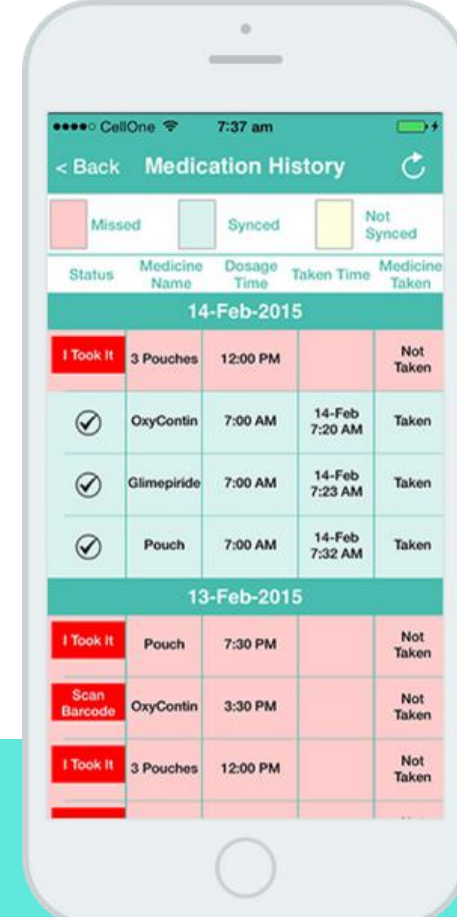 CellOne 7:37 am
< Back Medication History
Missed Synced Not Synced
Status Medicine Name Dosage Time Taken Time Medicine Taken
14-Feb-2015
I Took It 3 Pouches 12:00 PM Not Taken
OxyContin 7:00 AM 14-Feb 7:20 AM Taken
Glimepiride 7:00 AM 14-Feb 7:23 AM Taken
Pouch 7:00 AM 14-Feb 7:32 AM Taken
13-Feb-2015
I Took It Pouch 7:30 PM Not Taken
Scan Barcode OxyContin 3:30 PM Not Taken
I Took It 3 Pouches 12:00 PM Not Taken